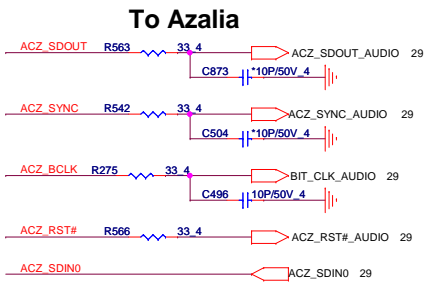 To Azalia
ACZ_SDOUT R563 33_4 ACZ_SDOUT_AUDIO 29
C873 *10P/50V_4
ACZ_SYNC R542 33_4 ACZ_SYNC_AUDIO 29
C504 *10P/50V_4
ACZ_BCLK R275 33_4 BIT_CLK_AUDIO 29
C496 10P/50V_4
ACZ_RST# R566 33_4 ACZ_RST#_AUDIO 29
ACZ_SDIN0 ACZ_SDIN0 29